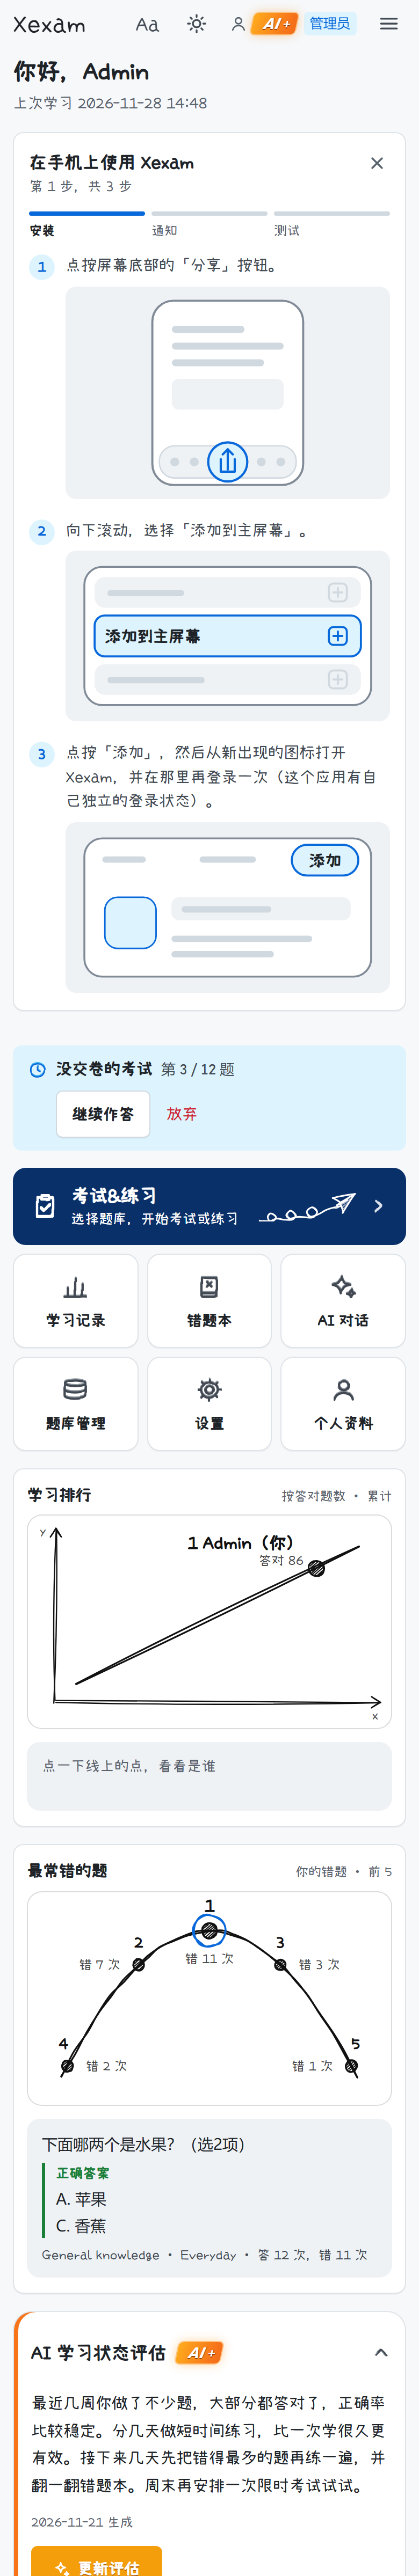 Xexam Aa AI+ 管理员
你好，Admin
上次学习 2026-11-28 14:48
在手机上使用 Xexam
第 1 步，共 3 步
安装 通知 测试
1 点按屏幕底部的「分享」按钮。
2 向下滚动，选择「添加到主屏幕」。
添加到主屏幕
3 点按「添加」，然后从新出现的图标打开
Xexam，并在那里再登录一次（这个应用有自
己独立的登录状态）。
添加
没交卷的考试 第 3 / 12 题
继续作答 放弃
考试&练习
选择题库，开始考试或练习
学习记录 错题本 AI 对话
题库管理 设置 个人资料
学习排行 按答对题数 • 累计
y
1 Admin（你）
答对 86
x
点一下线上的点，看看是谁
最常错的题 你的错题 • 前 5
1
错 11 次
2
错 7 次
3
错 3 次
4
错 2 次
5
错 1 次
下面哪两个是水果？（选2项）
正确答案
A. 苹果
C. 香蕉
General knowledge • Everyday • 答 12 次，错 11 次
AI 学习状态评估 AI+
最近几周你做了不少题，大部分都答对了，正确率
比较稳定。分几天做短时间练习，比一次学很久更
有效。接下来几天先把错得最多的题再练一遍，并
翻一翻错题本。周末再安排一次限时考试试试。
2026-11-21 生成
更新评估